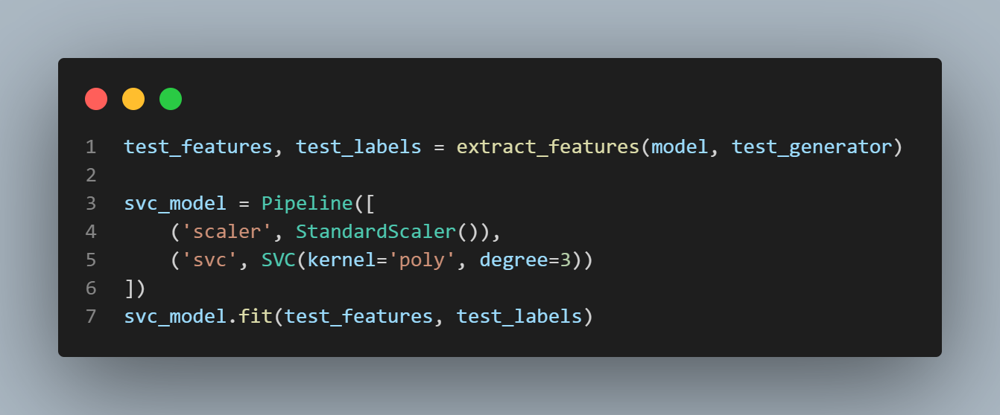 1 test_features, test_labels = extract_features(model, test_generator)
2
3 svc_model = Pipeline([
4     ('scaler', StandardScaler()),
5     ('svc', SVC(kernel='poly', degree=3))
6 ])
7 svc_model.fit(test_features, test_labels)